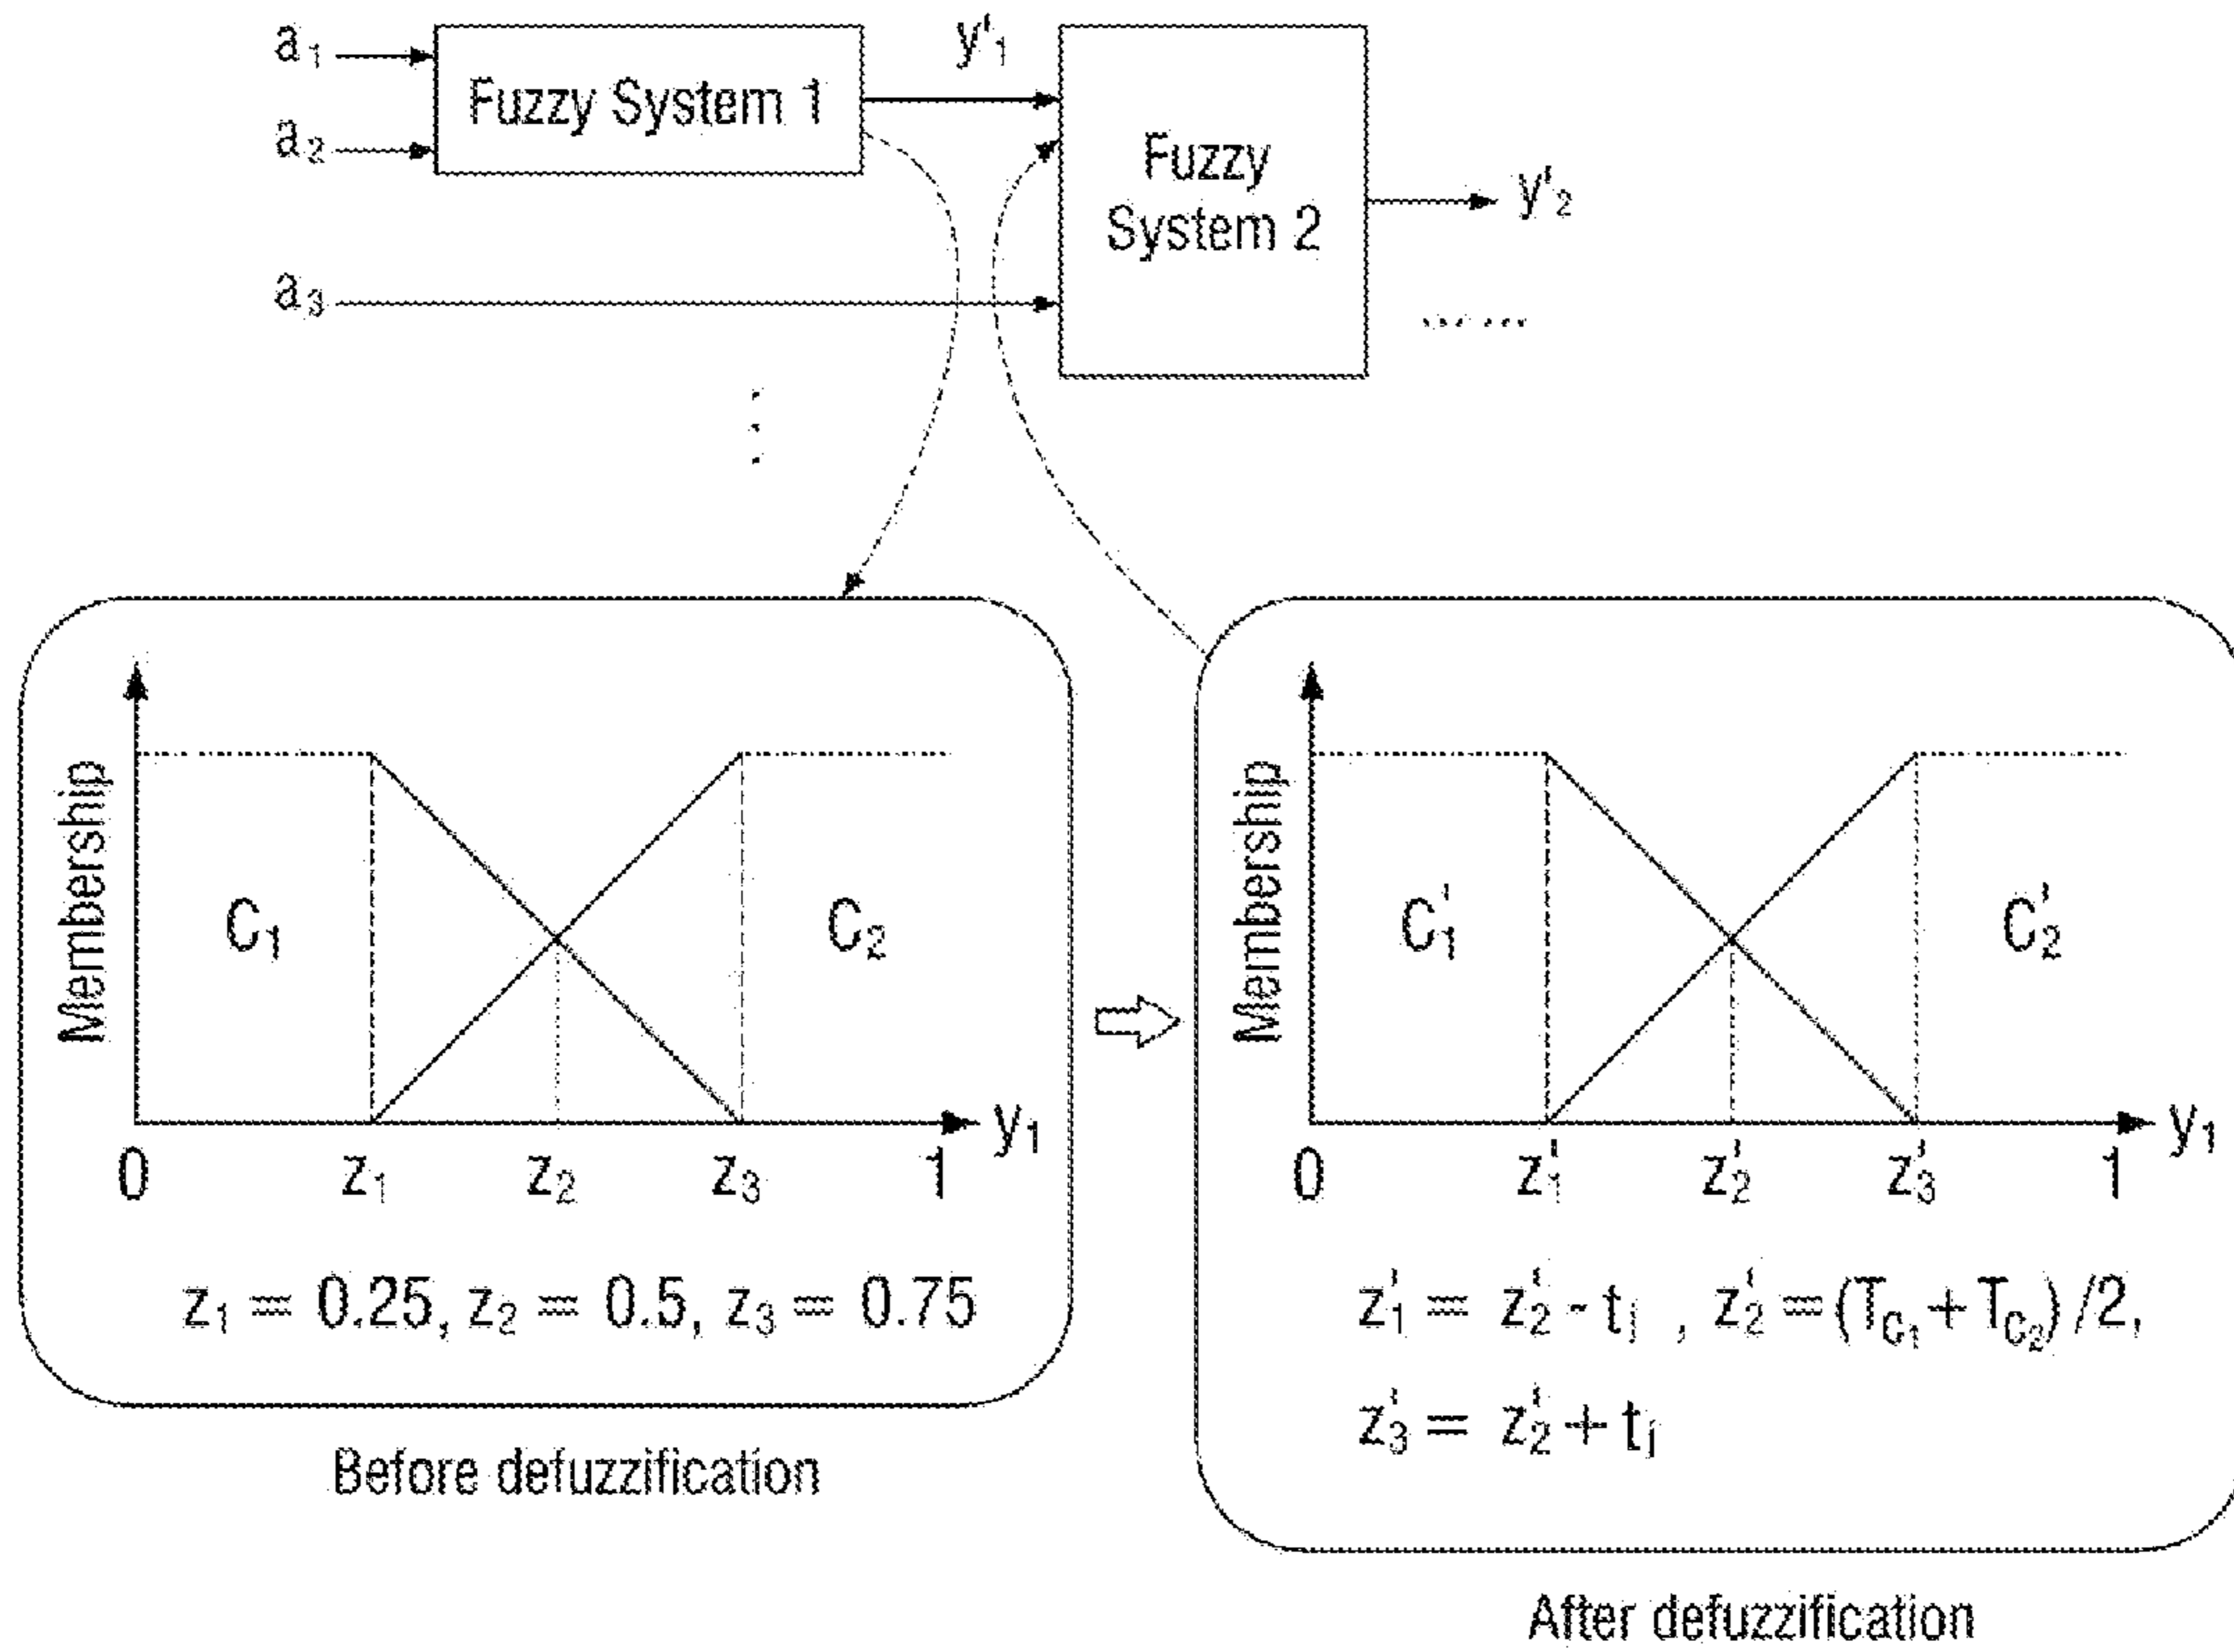 a₁
a₂
a₃
Fuzzy System 1
y'₁
Fuzzy
System 2
y'₂
Membership
C₁
C₂
0 z₁ z₂ z₃ 1 y₁
z₁ = 0.25, z₂ = 0.5, z₃ = 0.75
Before defuzzification
Membership
C'₁
C'₂
0 z'₁ z'₂ z'₃ 1 y₁
z'₁ = z'₂ - tⱼ , z'₂ = (T_C₁ + T_C₂) /2,
z'₃ = z'₂ + tⱼ
After defuzzification